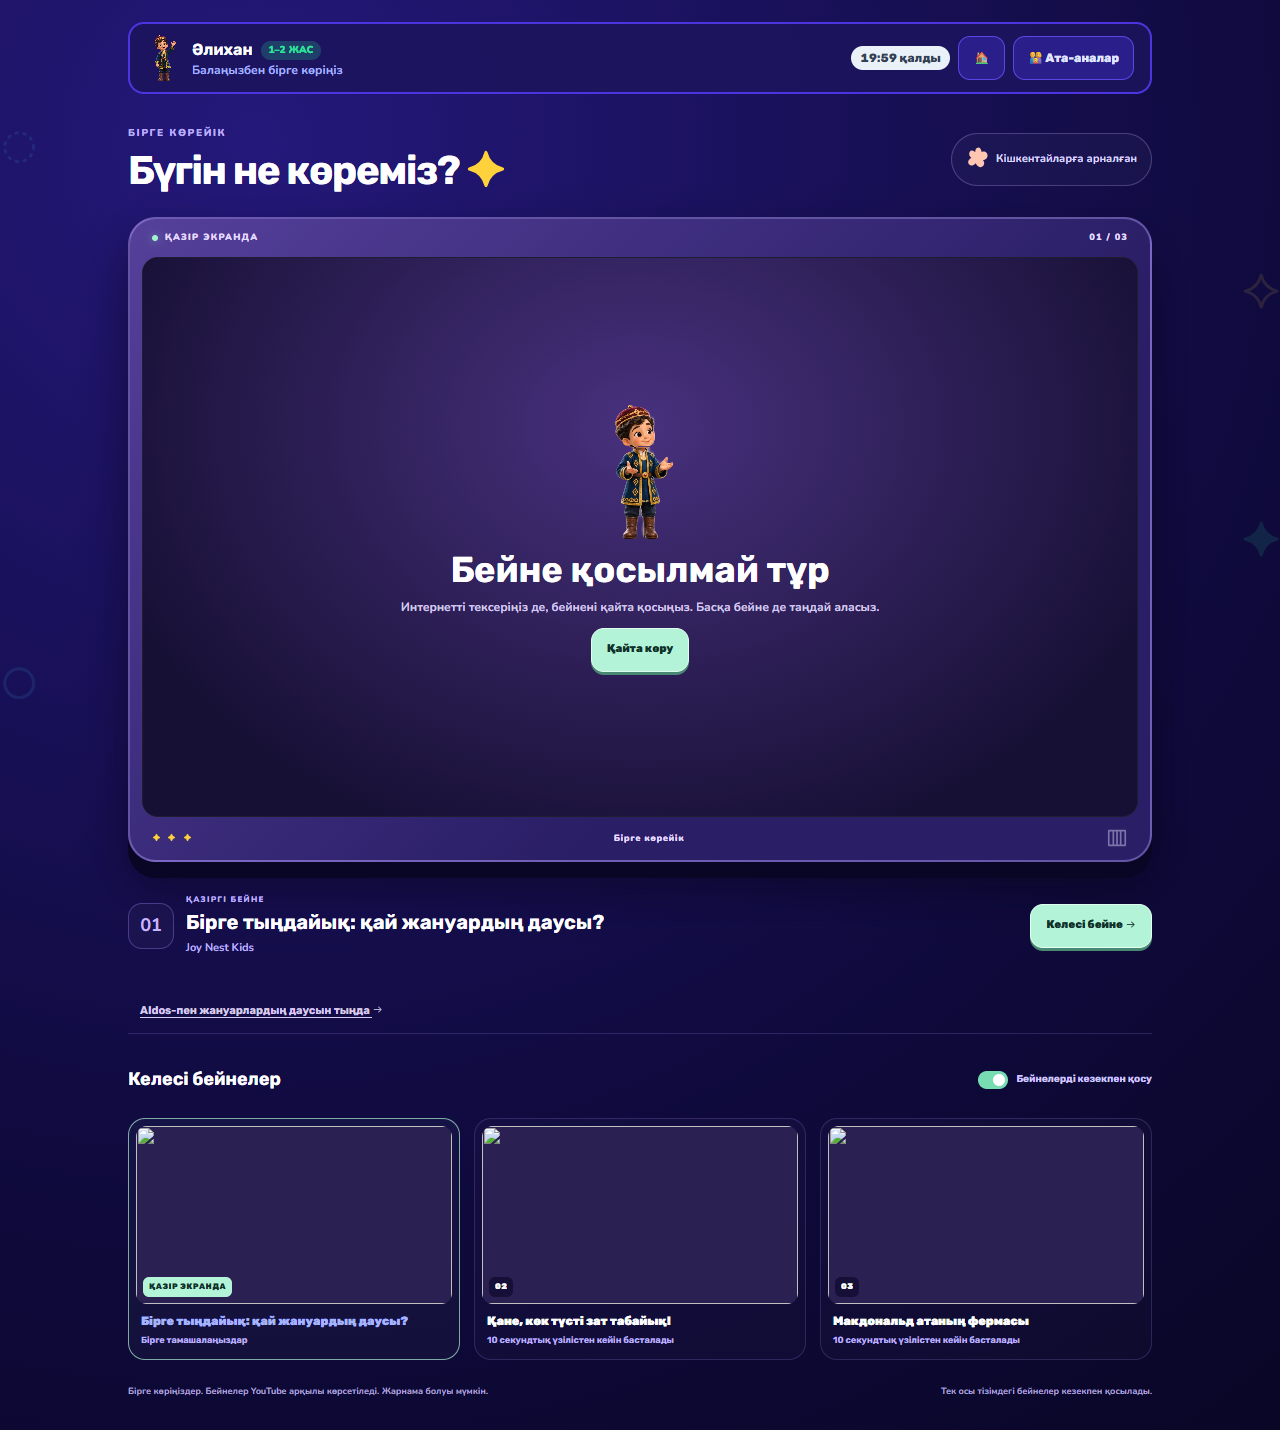 Әлихан 1–2 ЖАС
Балаңызбен бірге көріңіз
19:59 қалды
Ата-аналар
БІРГЕ КӨРЕЙІК
Бүгін не көреміз?
Кішкентайларға арналған
ҚАЗІР ЭКРАНДА
01 / 03
Бейне қосылмай тұр
Интернетті тексеріңіз де, бейнені қайта қосыңыз. Басқа бейне де таңдай аласыз.
Қайта көру
Бірге көрейік
01
ҚАЗІРГІ БЕЙНЕ
Бірге тыңдайық: қай жануардың даусы?
Joy Nest Kids
Келесі бейне →
Aldos-пен жануарлардың даусын тыңда →
Келесі бейнелер
Бейнелерді кезекпен қосу
ҚАЗІР ЭКРАНДА
Бірге тыңдайық: қай жануардың даусы?
Бірге тамашалаңыздар
02
Қане, көк түсті зат табайық!
10 секундтық үзілістен кейін басталады
03
Макдональд атаның фермасы
10 секундтық үзілістен кейін басталады
Бірге көріңіздер. Бейнелер YouTube арқылы көрсетіледі. Жарнама болуы мүмкін.
Тек осы тізімдегі бейнелер кезекпен қосылады.